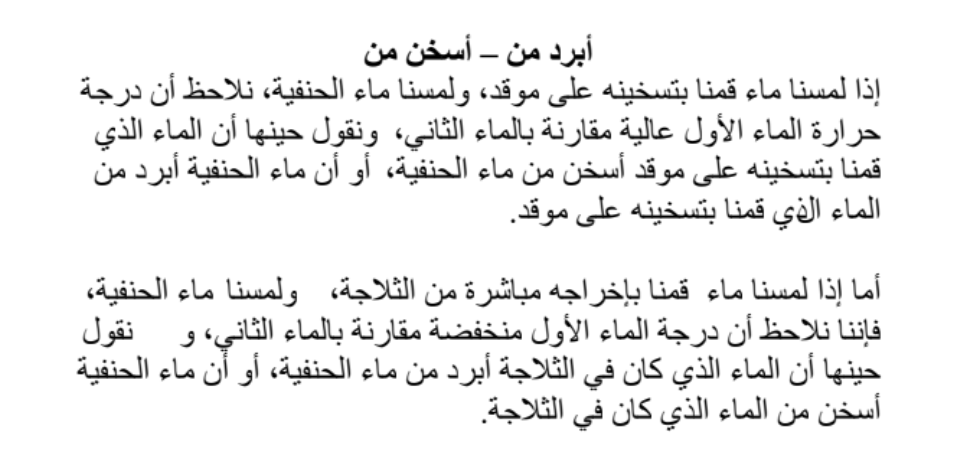 أبرد من – أسخن من
إذا لمسنا ماء قمنا بتسخينه على موقد، ولمسنا ماء الحنفية، نلاحظ أن درجة
حرارة الماء الأول عالية مقارنة بالماء الثاني، ونقول حينها أن الماء الذي
قمنا بتسخينه على موقد أسخن من ماء الحنفية، أو أن ماء الحنفية أبرد من
الماء الذي قمنا بتسخينه على موقد.
أما إذا لمسنا ماء قمنا بإخراجه مباشرة من الثلاجة، ولمسنا ماء الحنفية،
فإننا نلاحظ أن درجة الماء الأول منخفضة مقارنة بالماء الثاني، و نقول
حينها أن الماء الذي كان في الثلاجة أبرد من ماء الحنفية، أو أن ماء الحنفية
أسخن من الماء الذي كان في الثلاجة.